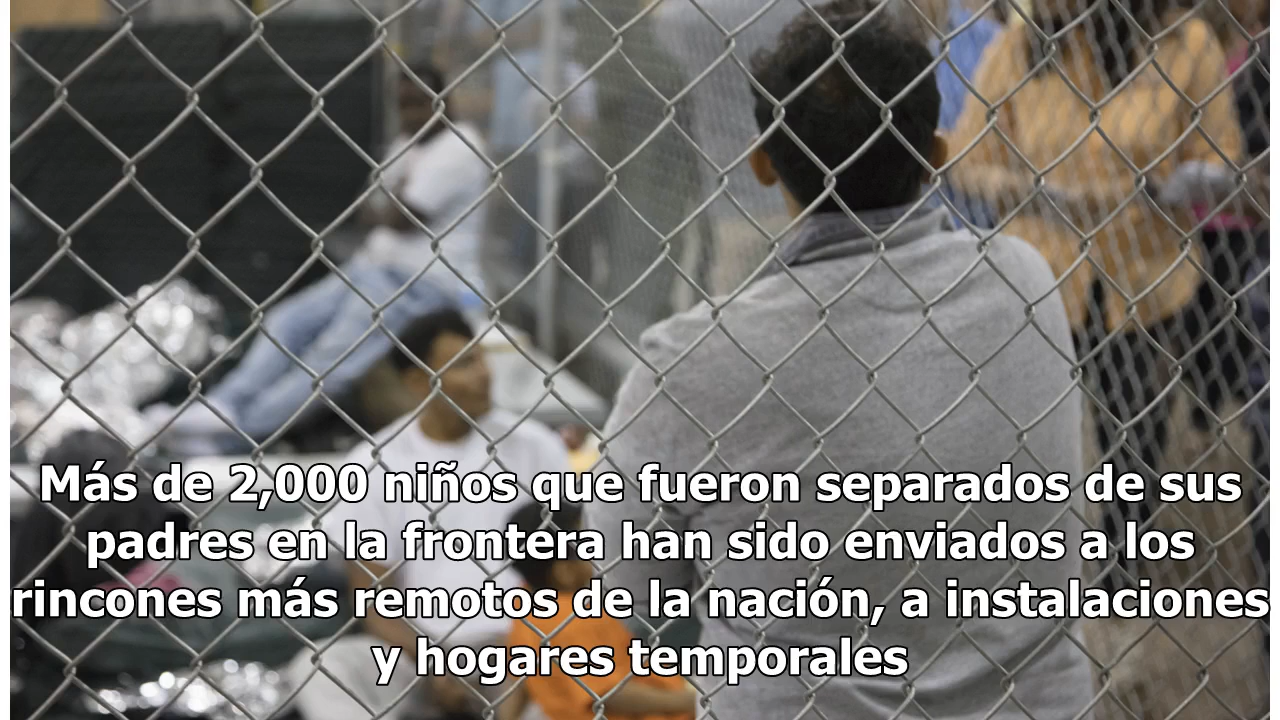 Más de 2,000 niños que fueron separados de sus
padres en la frontera han sido enviados a los
rincones más remotos de la nación, a instalaciones
y hogares temporales